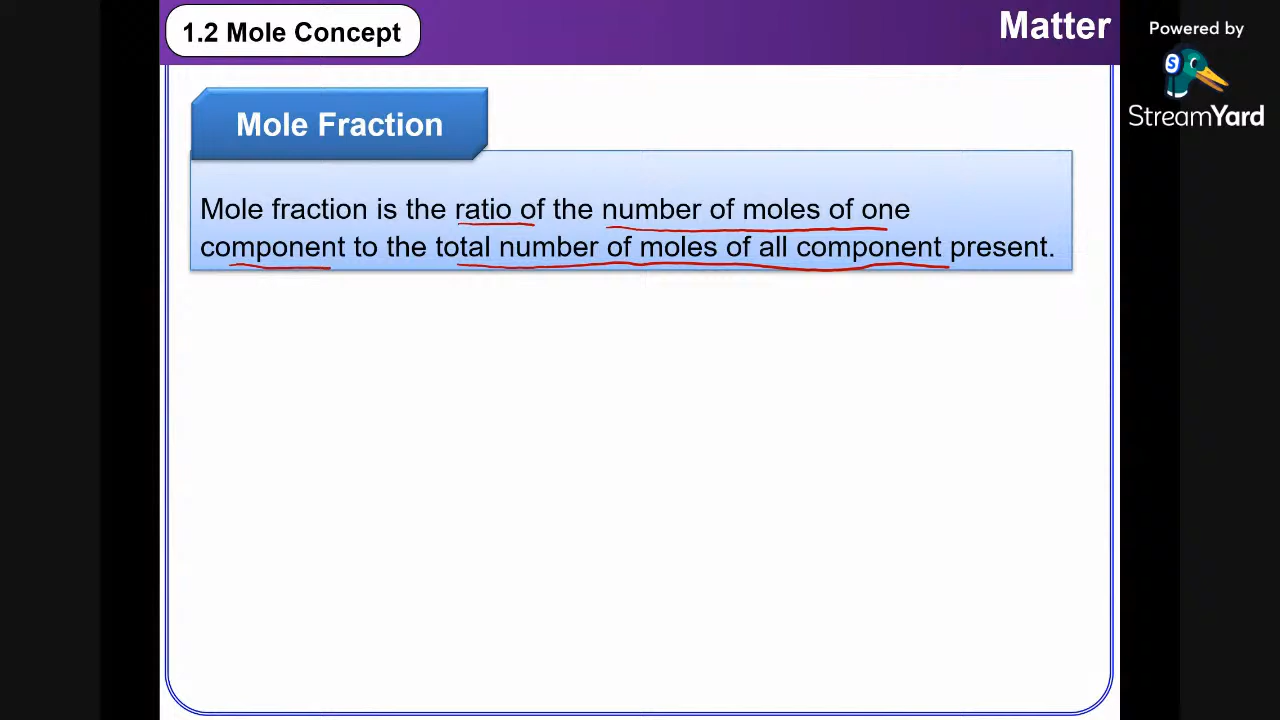 1.2 Mole Concept
Matter
Powered by
S
StreamYard
Mole Fraction
Mole fraction is the ratio of the number of moles of one
component to the total number of moles of all component present.